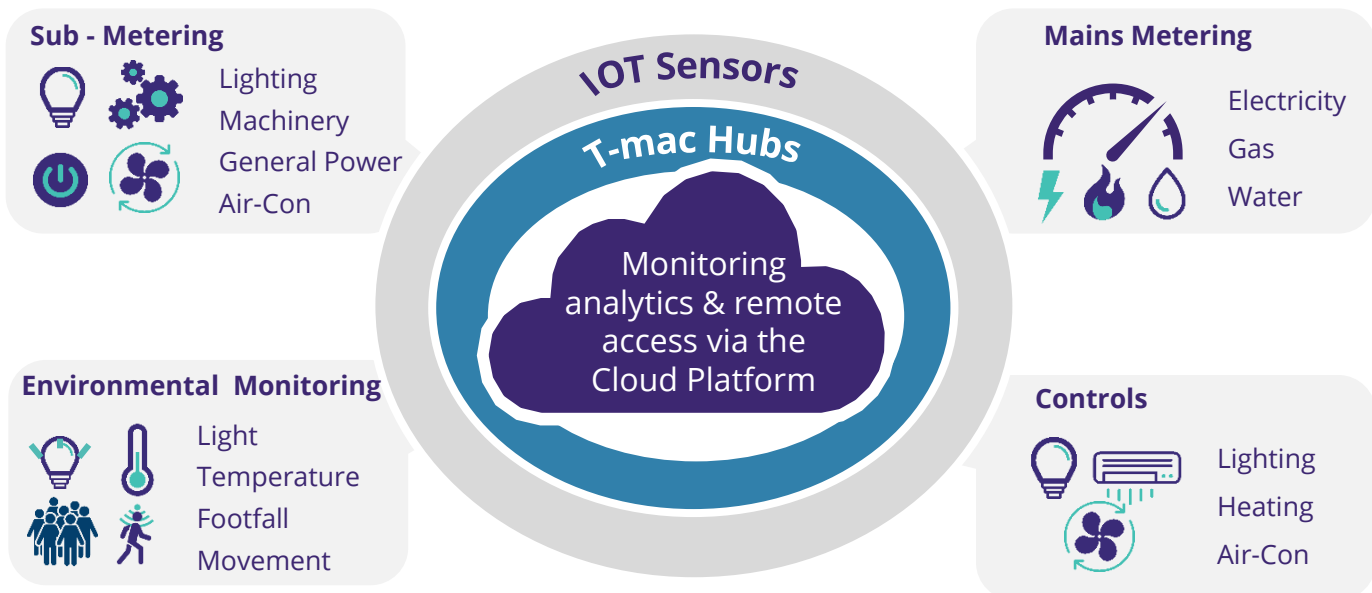 Sub - Metering
Lighting
Machinery
General Power
Air-Con
IOT Sensors
T-mac Hubs
Monitoring
analytics & remote
access via the
Cloud Platform
Mains Metering
Electricity
Gas
Water
Environmental  Monitoring
Light
Temperature
Footfall
Movement
Controls
Lighting
Heating
Air-Con